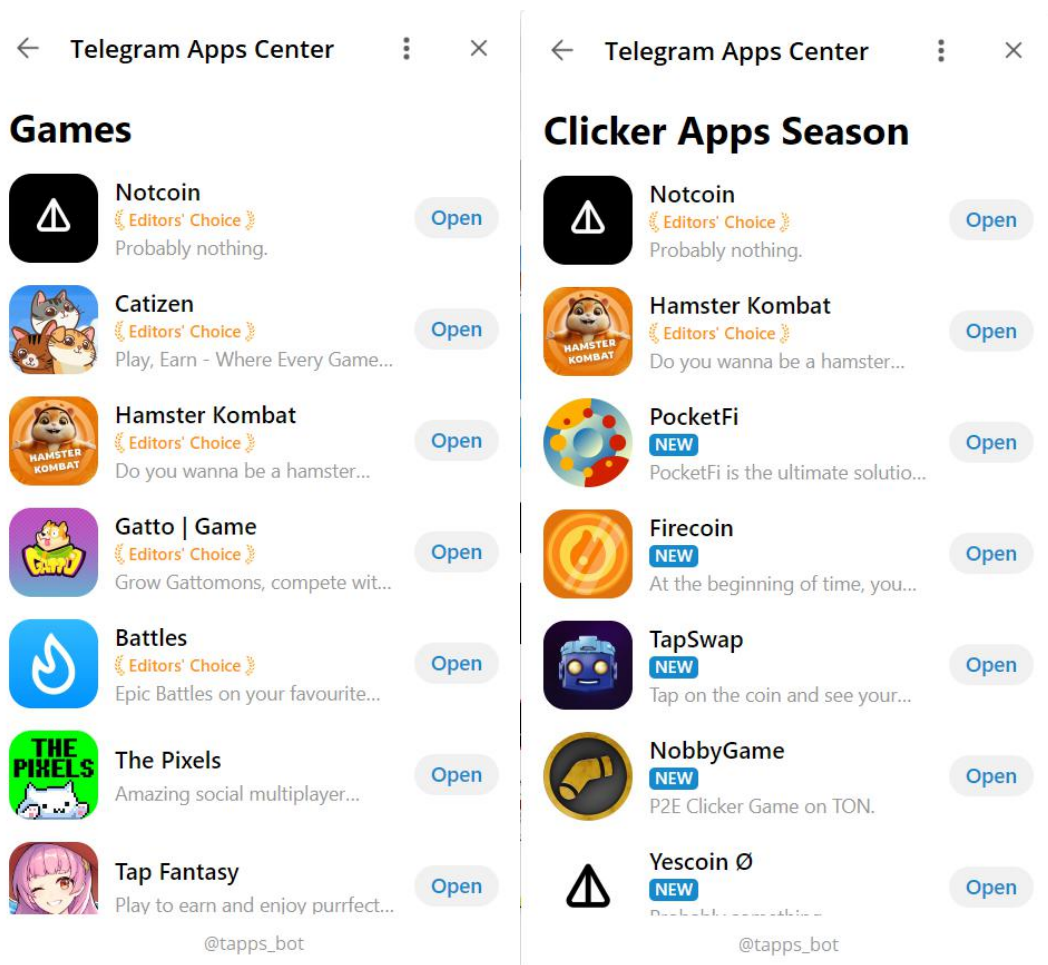 Telegram Apps Center
Games
Notcoin
Editors' Choice
Probably nothing.
Open
Catizen
Editors' Choice
Play, Earn - Where Every Game...
Open
HAMSTER
KOMBAT
Hamster Kombat
Editors' Choice
Do you wanna be a hamster...
Open
GATTO
Gatto | Game
Editors' Choice
Grow Gattomons, compete wit...
Open
Battles
Editors' Choice
Epic Battles on your favourite...
Open
THE
PIXELS
The Pixels
Amazing social multiplayer...
Open
Tap Fantasy
Play to earn and enjoy purrfect...
Open
@tapps_bot
Telegram Apps Center
Clicker Apps Season
Notcoin
Editors' Choice
Probably nothing.
Open
HAMSTER
KOMBAT
Hamster Kombat
Editors' Choice
Do you wanna be a hamster...
Open
PocketFi
NEW
PocketFi is the ultimate solutio...
Open
Firecoin
NEW
At the beginning of time, you...
Open
TapSwap
NEW
Tap on the coin and see your...
Open
NobbyGame
NEW
P2E Clicker Game on TON.
Open
Yescoin Ø
NEW
Probably something
Open
@tapps_bot